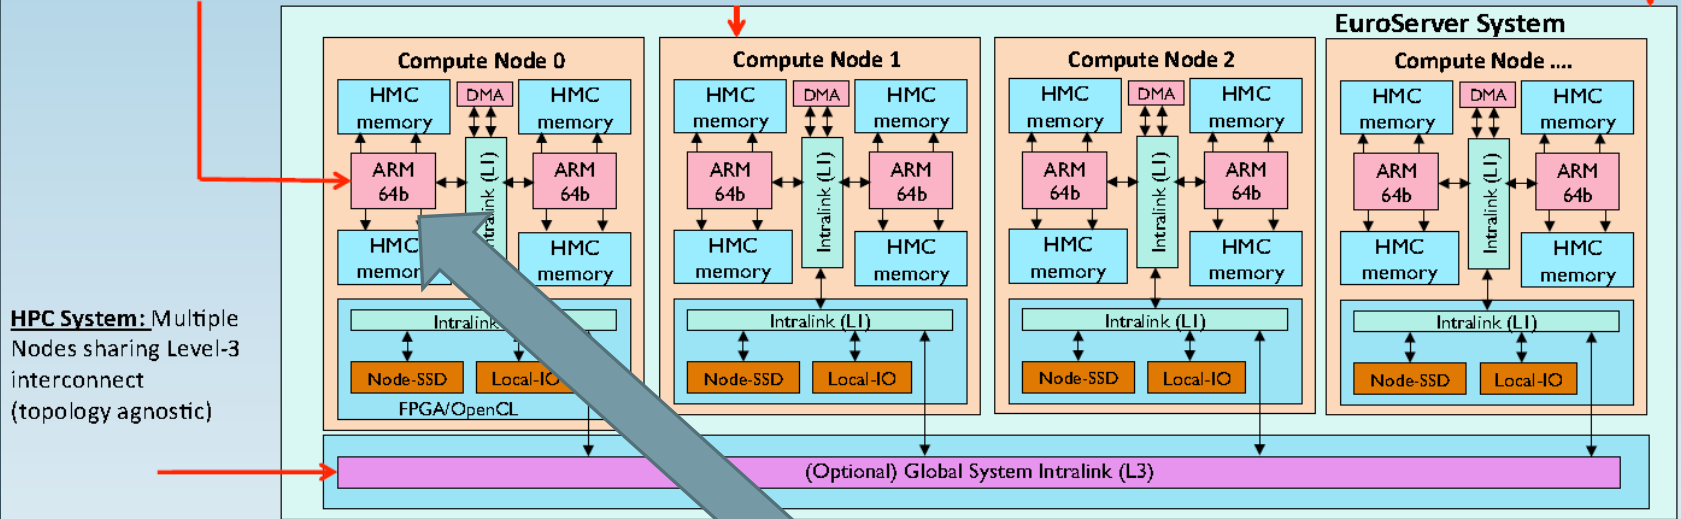 EuroServer System
Compute Node 0
HMC
memory
DMA
HMC
memory
ARM
64b
Intralink (L1)
ARM
64b
HMC
memory
HMC
memory
Intralink
Node-SSD
Local-IO
FPGA/OpenCL
Compute Node 1
HMC
memory
DMA
HMC
memory
ARM
64b
Intralink (L1)
ARM
64b
HMC
memory
HMC
memory
Intralink (L1)
Node-SSD
Local-IO
Compute Node 2
HMC
memory
DMA
HMC
memory
ARM
64b
Intralink (L1)
ARM
64b
HMC
memory
HMC
memory
Intralink (L1)
Node-SSD
Local-IO
Compute Node ....
HMC
memory
DMA
HMC
memory
ARM
64b
Intralink (L1)
ARM
64b
HMC
memory
HMC
memory
Intralink (L1)
Node-SSD
Local-IO
HPC System: Multiple
Nodes sharing Level-3
interconnect
(topology agnostic)
(Optional) Global System Intralink (L3)